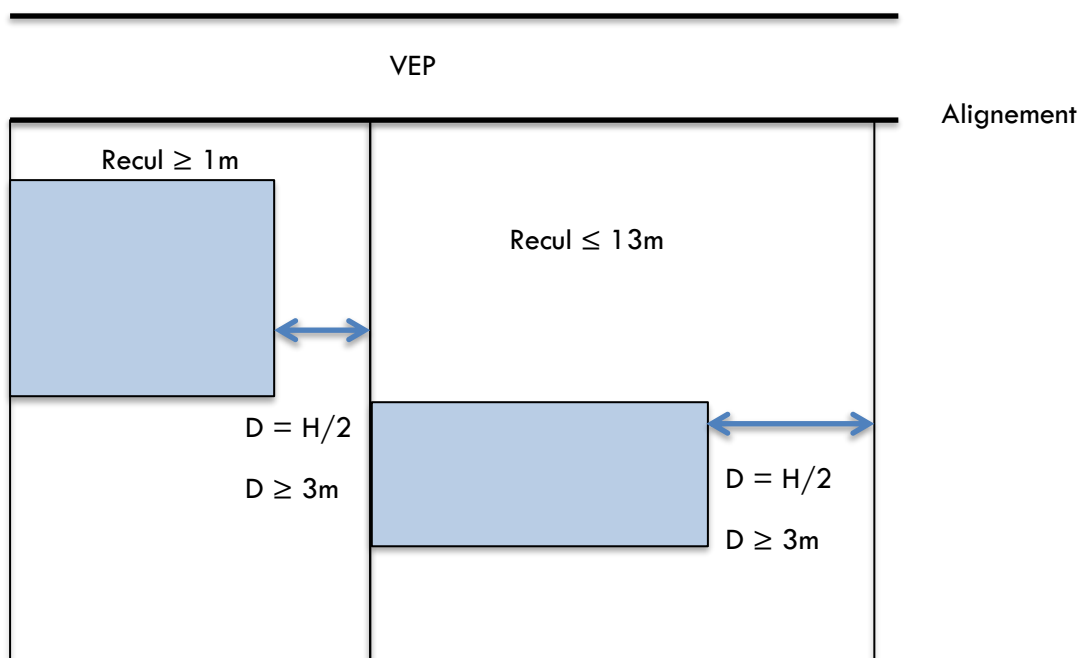 VEP
Alignement
Recul ≥ 1m
Recul ≤ 13m
D = H/2
D ≥ 3m
D = H/2
D ≥ 3m